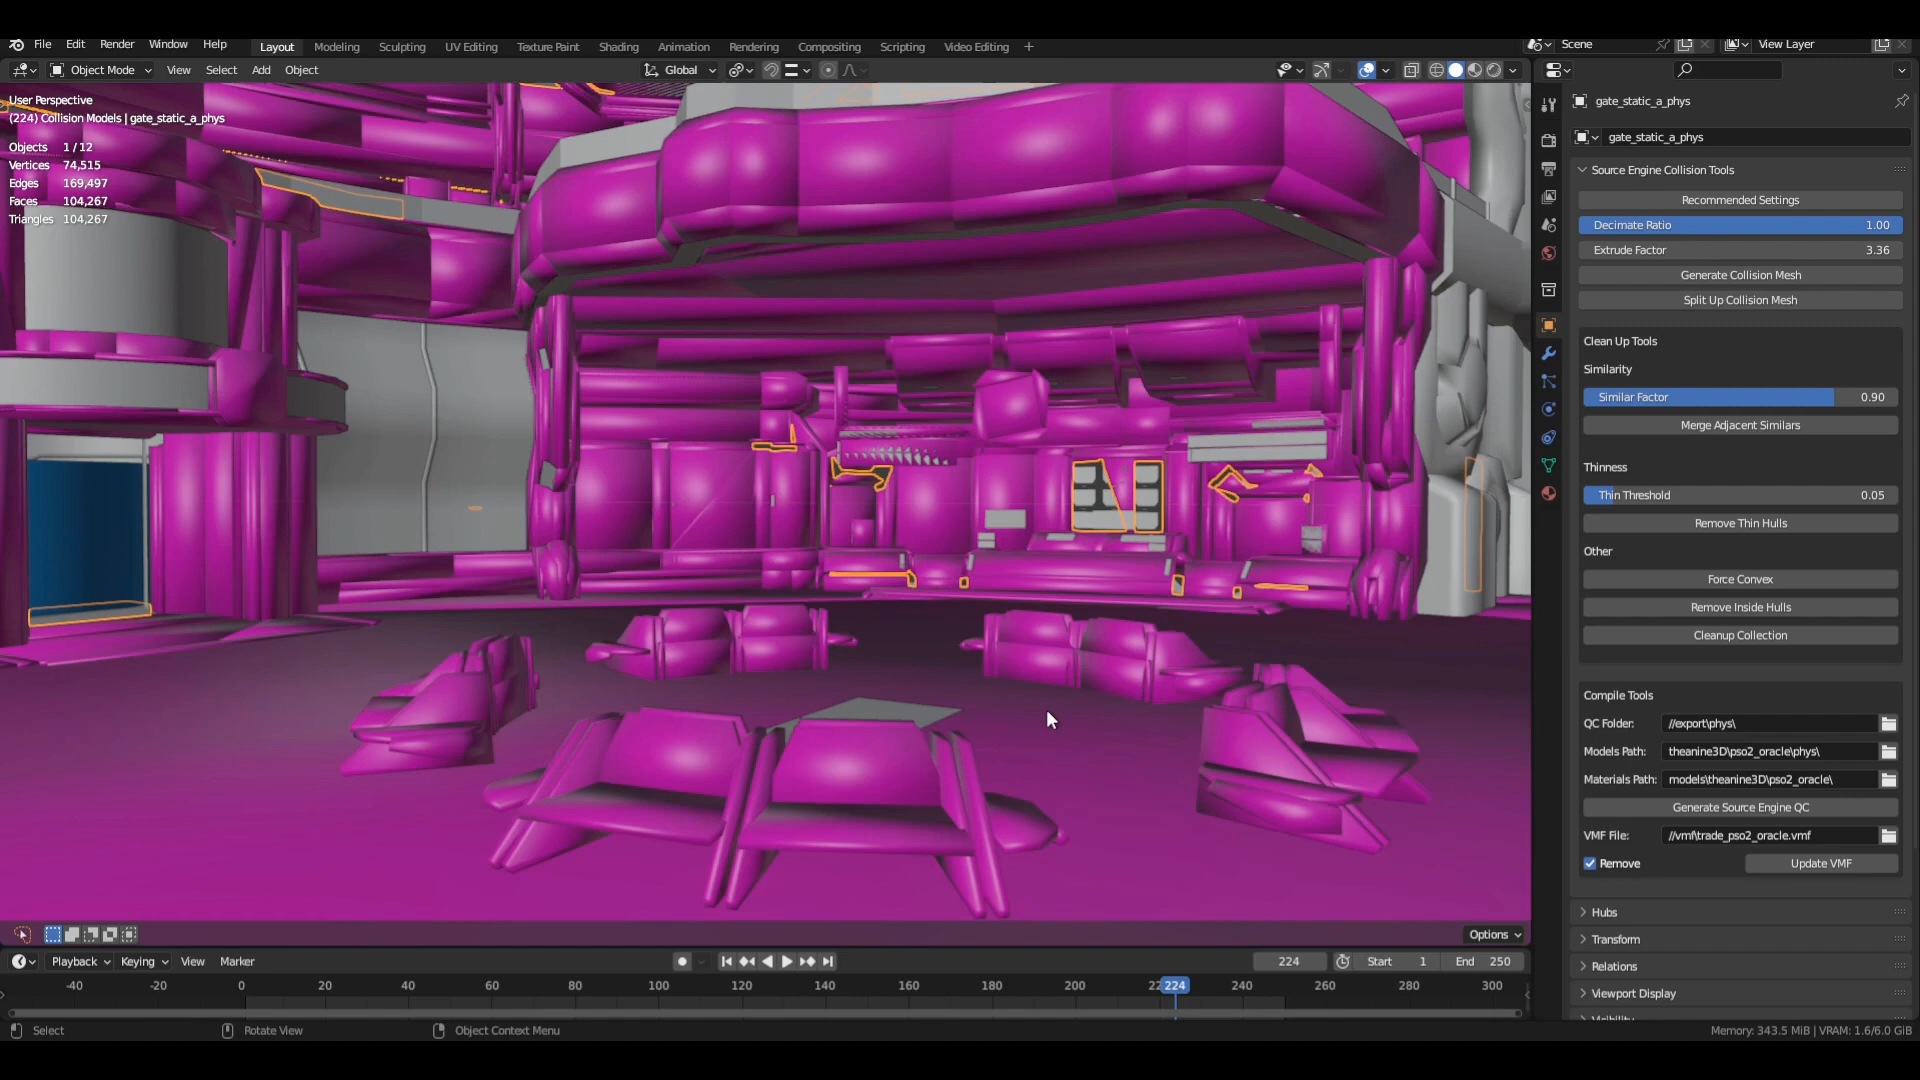 File Edit Render Window Help Layout Modeling Sculpting UV Editing Texture Paint Shading Animation Rendering Compositing Scripting Video Editing + Scene View Layer
Object Mode View Select Add Object Global
User Perspective
(224) Collision Models | gate_static_a_phys
Objects 1 / 12
Vertices 74,515
Edges 169,497
Faces 104,267
Triangles 104,267
gate_static_a_phys
gate_static_a_phys
Source Engine Collision Tools
Recommended Settings
Decimate Ratio 1.00
Extrude Factor 3.36
Generate Collision Mesh
Split Up Collision Mesh
Clean Up Tools
Similarity
Similar Factor 0.90
Merge Adjacent Similars
Thinness
Thin Threshold 0.05
Remove Thin Hulls
Other
Force Convex
Remove Inside Hulls
Cleanup Collection
Compile Tools
QC Folder: //export\phys\
Models Path: theanine3D\pso2_oracle\phys\
Materials Path: models\theanine3D\pso2_oracle\
Generate Source Engine QC
VMF File: //vmf\trade_pso2_oracle.vmf
Remove Update VMF
Hubs
Transform
Relations
Viewport Display
Options
Playback Keying View Marker 224 Start 1 End 250
-40 -20 0 20 40 60 80 100 120 140 160 180 200 22 224 240 260 280 300
Select Rotate View Object Context Menu Memory: 343.5 MiB | VRAM: 1.6/6.0 GiB